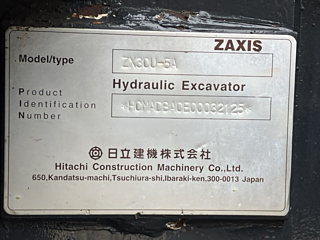 ZAXIS
Model/type ZX30U-5A
Hydraulic Excavator
Product
Identification
Number
日立建機株式会社
Hitachi Construction Machinery Co.,Ltd.
650,Kandatsu-machi,Tsuchiura-shi,Ibaraki-ken,300-0013 Japan